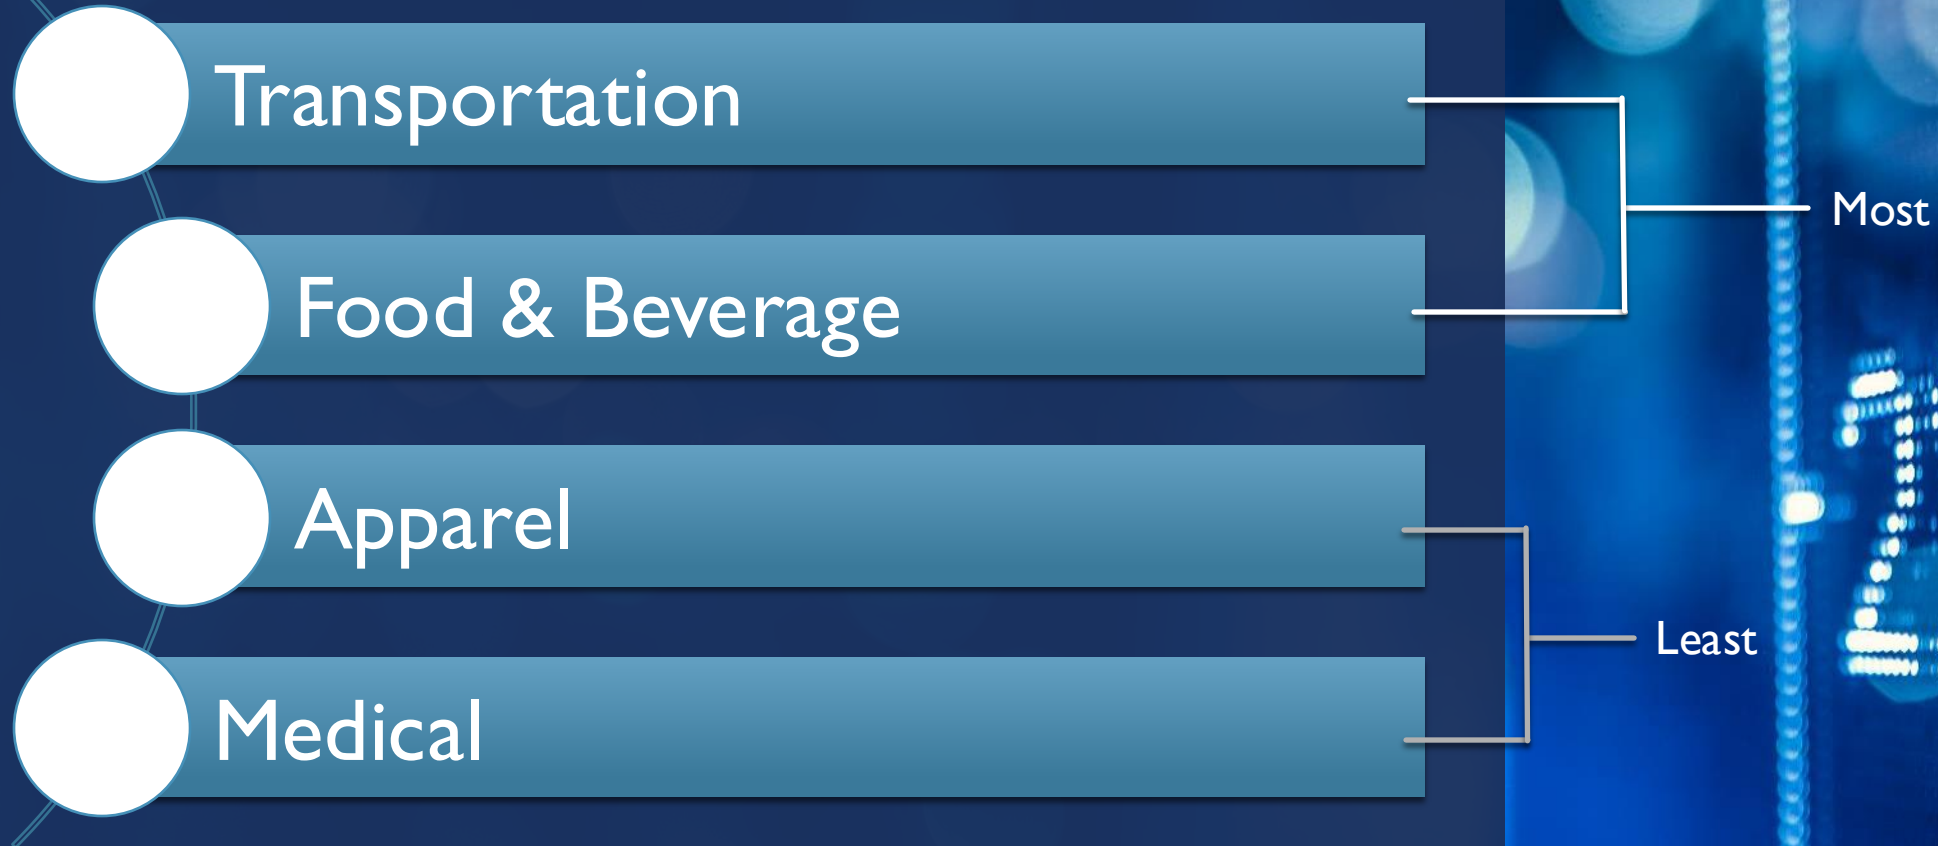 Transportation
Most
Food & Beverage
Apparel
Least
Medical